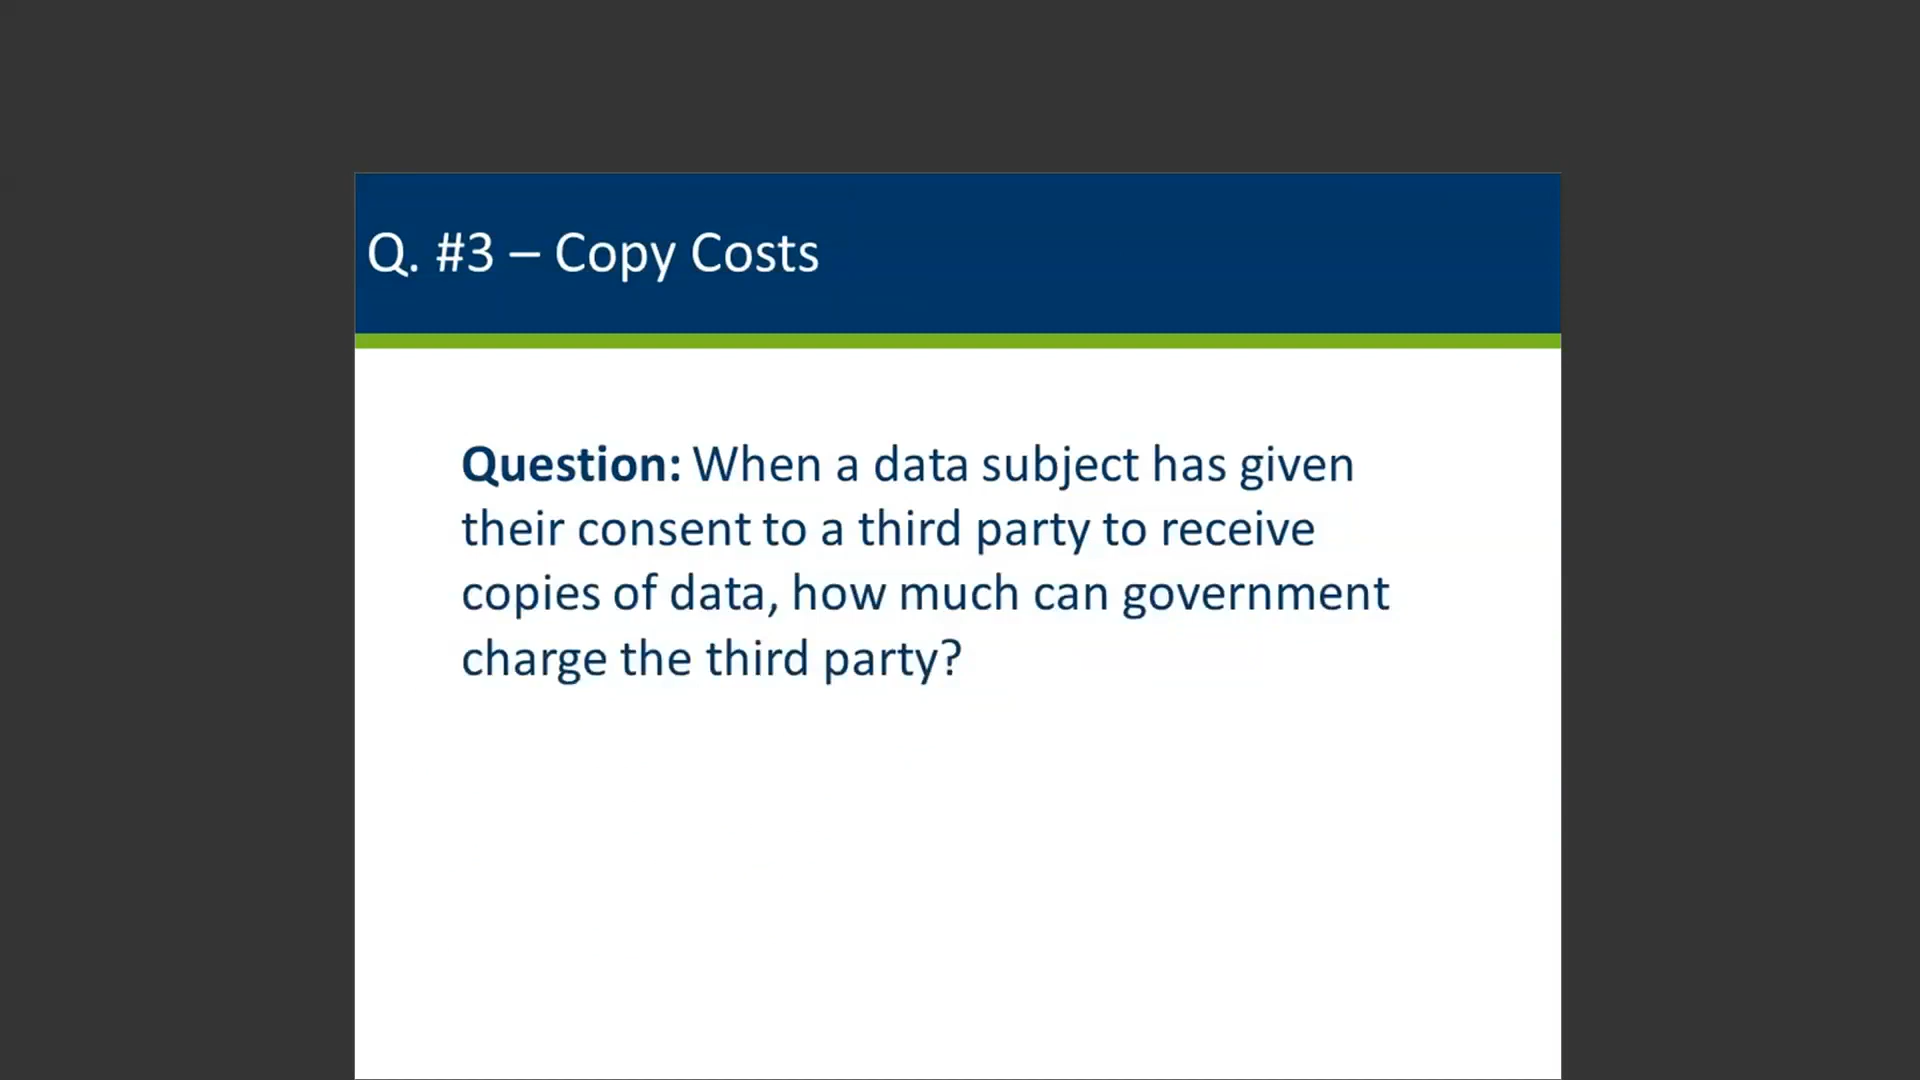 Q. #3 – Copy Costs
Question: When a data subject has given
their consent to a third party to receive
copies of data, how much can government
charge the third party?